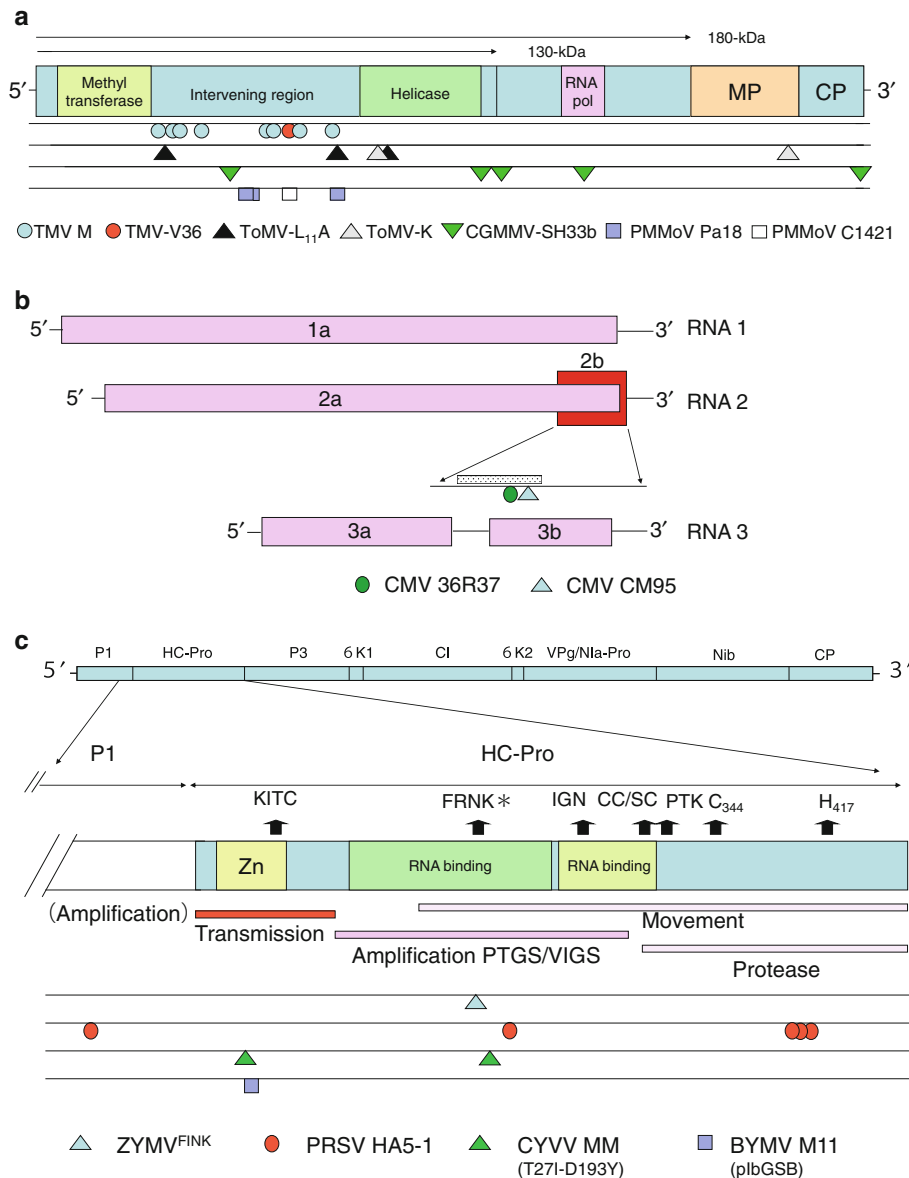 a
180-kDa
130-kDa
5′ Methyl transferase Intervening region Helicase RNA pol MP CP 3′
TMV M TMV-V36 ToMV-L11A ToMV-K CGMMV-SH33b PMMoV Pa18 PMMoV C1421
b
5′ 1a 3′ RNA 1
2b
5′ 2a 3′ RNA 2
5′ 3a 3b 3′ RNA 3
CMV 36R37 CMV CM95
c
P1 HC-Pro P3 6 K1 CI 6 K2 VPg/NIa-Pro Nib CP
5′ 3′
P1 HC-Pro
KITC FRNK* IGN CC/SC PTK C344 H417
Zn RNA binding RNA binding
(Amplification) Transmission Movement
Amplification PTGS/VIGS
Protease
ZYMVFINK PRSV HA5-1 CYVV MM BYMV M11
(T27I-D193Y) (pIbGSB)